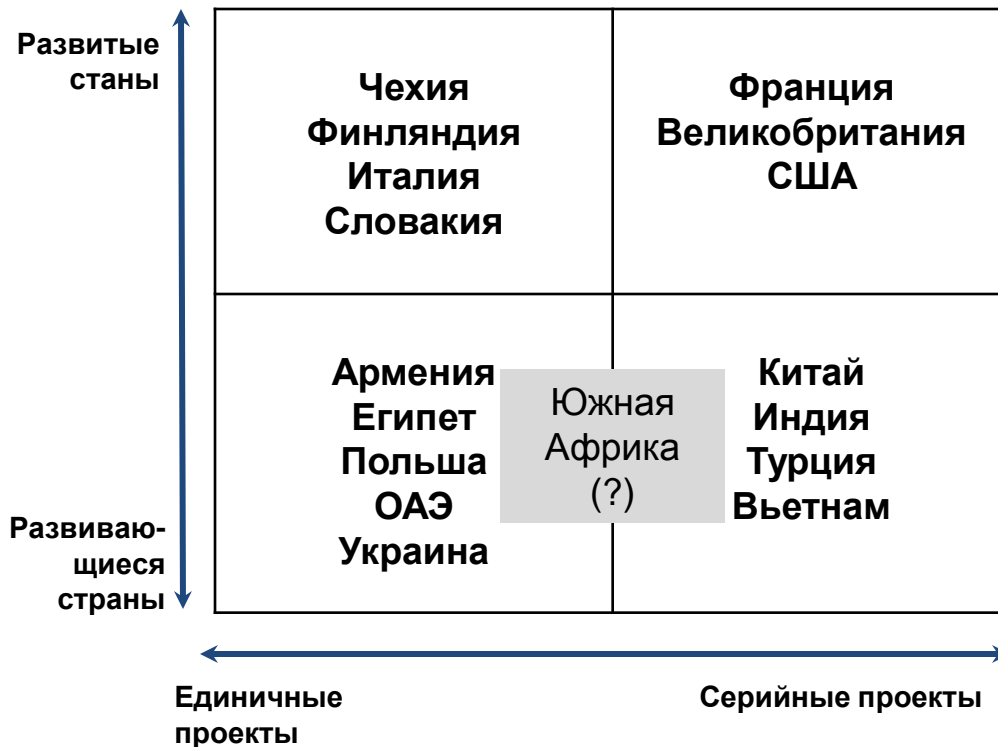 Развитые
станы
Чехия
Финляндия
Италия
Словакия
Франция
Великобритания
США
Развиваю-
щиеся
страны
Армения
Египет
Польша
ОАЭ
Украина
Южная
Африка
(?)
Китай
Индия
Турция
Вьетнам
Единичные
проекты
Серийные проекты